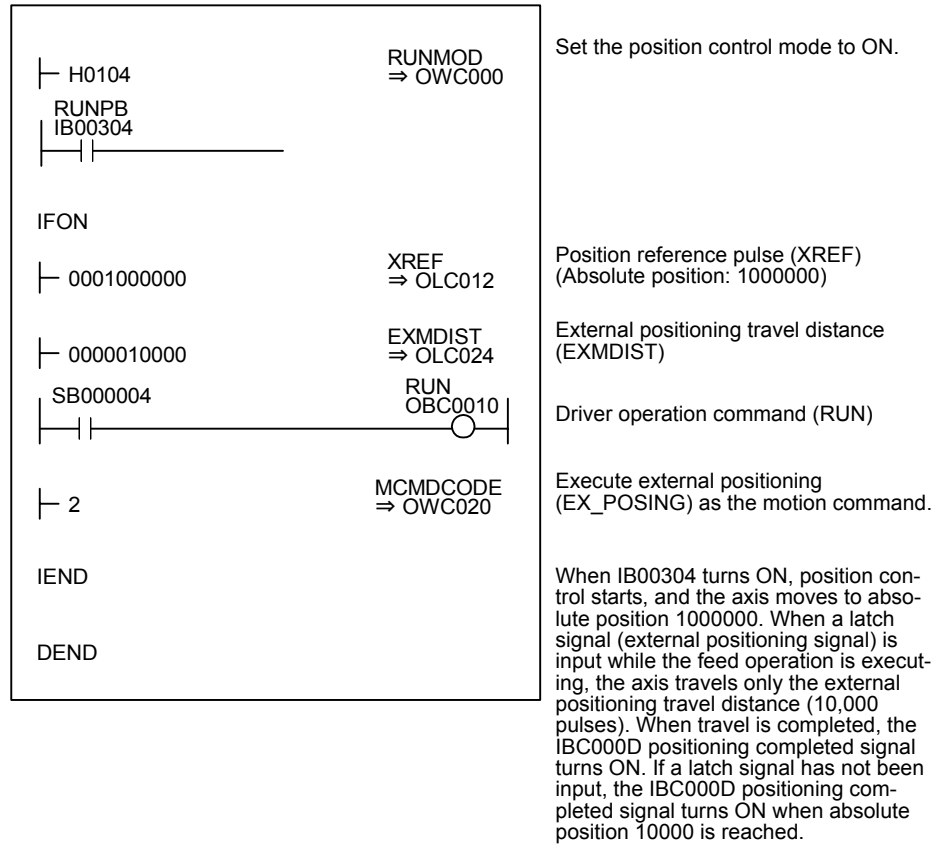 H0104
RUNMOD
⇒ OWC000
Set the position control mode to ON.
RUNPB
IB00304
IFON
0001000000
XREF
⇒ OLC012
Position reference pulse (XREF)
(Absolute position: 1000000)
0000010000
EXMDIST
⇒ OLC024
External positioning travel distance
(EXMDIST)
SB000004
RUN
OBC0010
Driver operation command (RUN)
2
MCMDCODE
⇒ OWC020
Execute external positioning
(EX_POSING) as the motion command.
IEND
DEND
When IB00304 turns ON, position con-
trol starts, and the axis moves to abso-
lute position 1000000. When a latch
signal (external positioning signal) is
input while the feed operation is execut-
ing, the axis travels only the external
positioning travel distance (10,000
pulses). When travel is completed, the
IBC000D positioning completed signal
turns ON. If a latch signal has not been
input, the IBC000D positioning com-
pleted signal turns ON when absolute
position 10000 is reached.